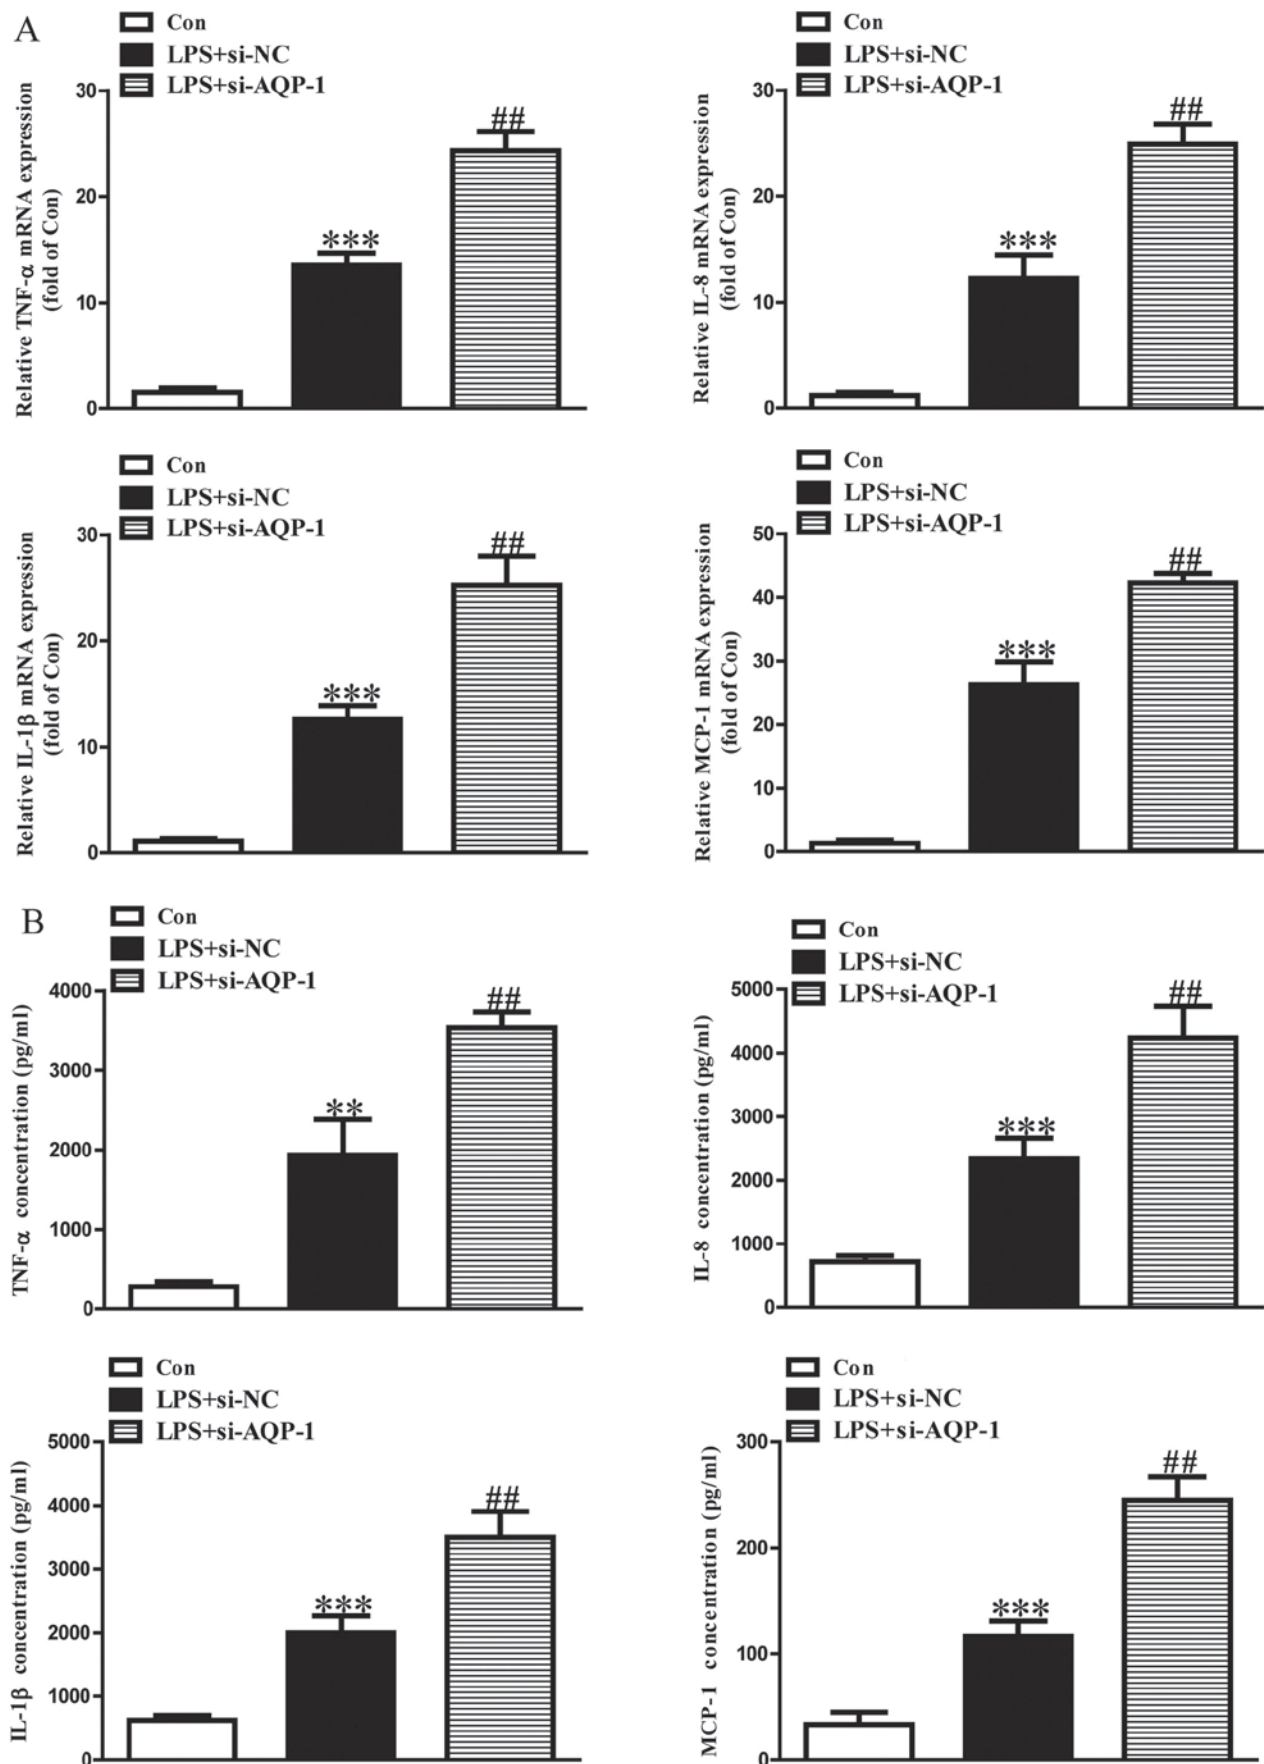 A
Con
LPS+si-NC
LPS+si-AQP-1
Relative TNF-α mRNA expression
(fold of Con)
30
20
10
0
***
##
Con
LPS+si-NC
LPS+si-AQP-1
Relative IL-8 mRNA expression
(fold of Con)
30
20
10
0
***
##
Con
LPS+si-NC
LPS+si-AQP-1
Relative IL-1β mRNA expression
(fold of Con)
30
20
10
0
***
##
Con
LPS+si-NC
LPS+si-AQP-1
Relative MCP-1 mRNA expression
(fold of Con)
50
40
30
20
10
0
***
##
B
Con
LPS+si-NC
LPS+si-AQP-1
TNF-α concentration (pg/ml)
4000
3000
2000
1000
0
**
##
Con
LPS+si-NC
LPS+si-AQP-1
IL-8 concentration (pg/ml)
5000
4000
3000
2000
1000
0
***
##
Con
LPS+si-NC
LPS+si-AQP-1
IL-1β concentration (pg/ml)
5000
4000
3000
2000
1000
0
***
##
Con
LPS+si-NC
LPS+si-AQP-1
MCP-1 concentration (pg/ml)
300
200
100
0
***
##